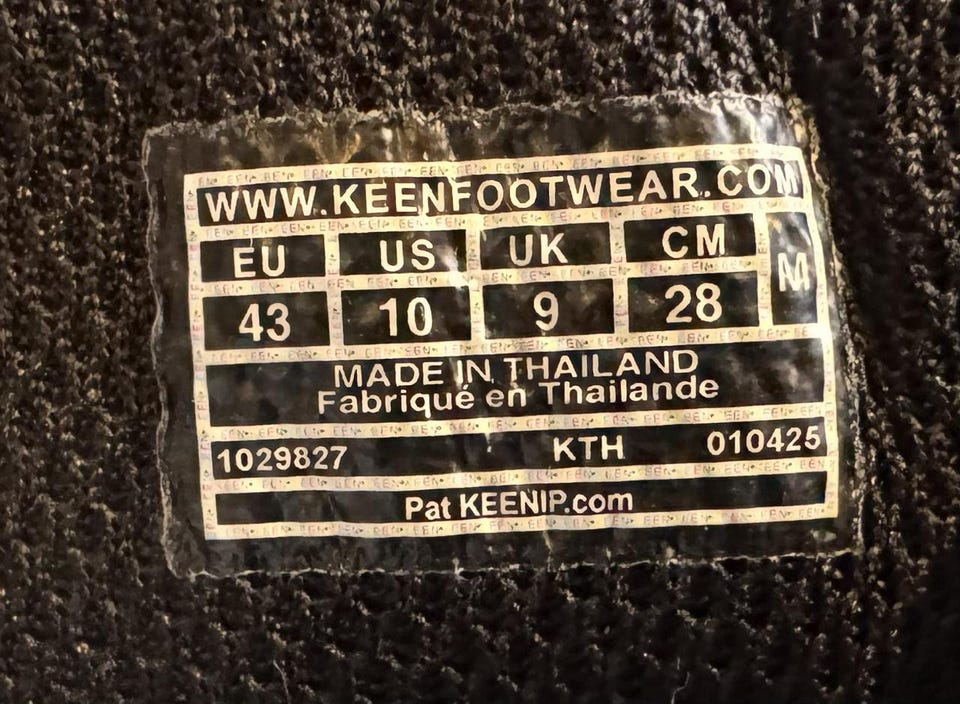 WWW.KEENFOOTWEAR.COM
EU US UK CM M
43 10 9 28
MADE IN THAILAND
Fabriqué en Thailande
1029827 KTH 010425
Pat KEENIP.com